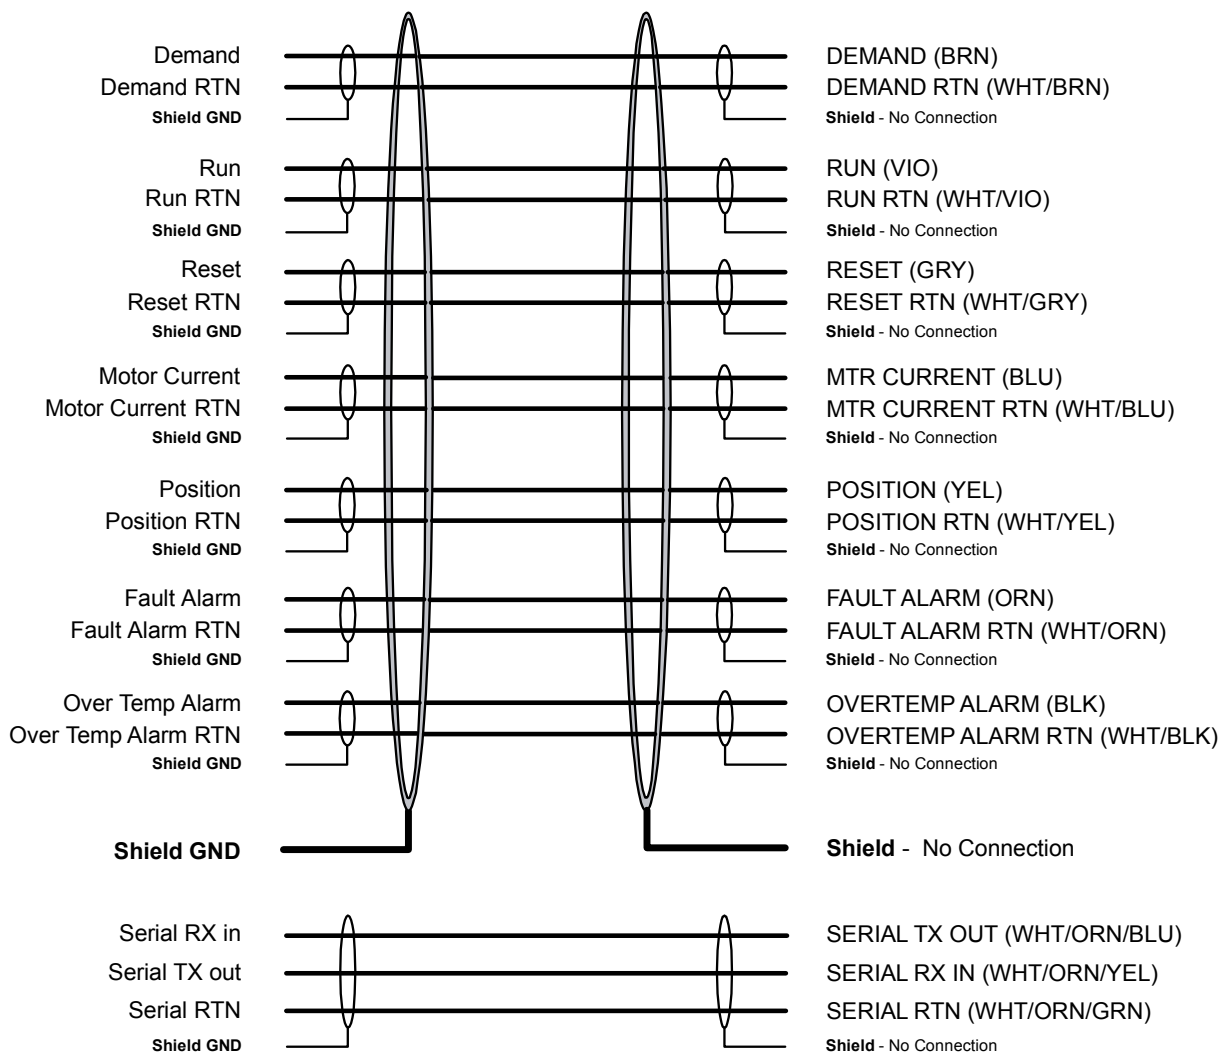 Demand DEMAND (BRN)
Demand RTN DEMAND RTN (WHT/BRN)
Shield GND Shield - No Connection
Run RUN (VIO)
Run RTN RUN RTN (WHT/VIO)
Shield GND Shield - No Connection
Reset RESET (GRY)
Reset RTN RESET RTN (WHT/GRY)
Shield GND Shield - No Connection
Motor Current MTR CURRENT (BLU)
Motor Current RTN MTR CURRENT RTN (WHT/BLU)
Shield GND Shield - No Connection
Position POSITION (YEL)
Position RTN POSITION RTN (WHT/YEL)
Shield GND Shield - No Connection
Fault Alarm FAULT ALARM (ORN)
Fault Alarm RTN FAULT ALARM RTN (WHT/ORN)
Shield GND Shield - No Connection
Over Temp Alarm OVERTEMP ALARM (BLK)
Over Temp Alarm RTN OVERTEMP ALARM RTN (WHT/BLK)
Shield GND Shield - No Connection
Shield GND Shield - No Connection
Serial RX in SERIAL TX OUT (WHT/ORN/BLU)
Serial TX out SERIAL RX IN (WHT/ORN/YEL)
Serial RTN SERIAL RTN (WHT/ORN/GRN)
Shield GND Shield - No Connection